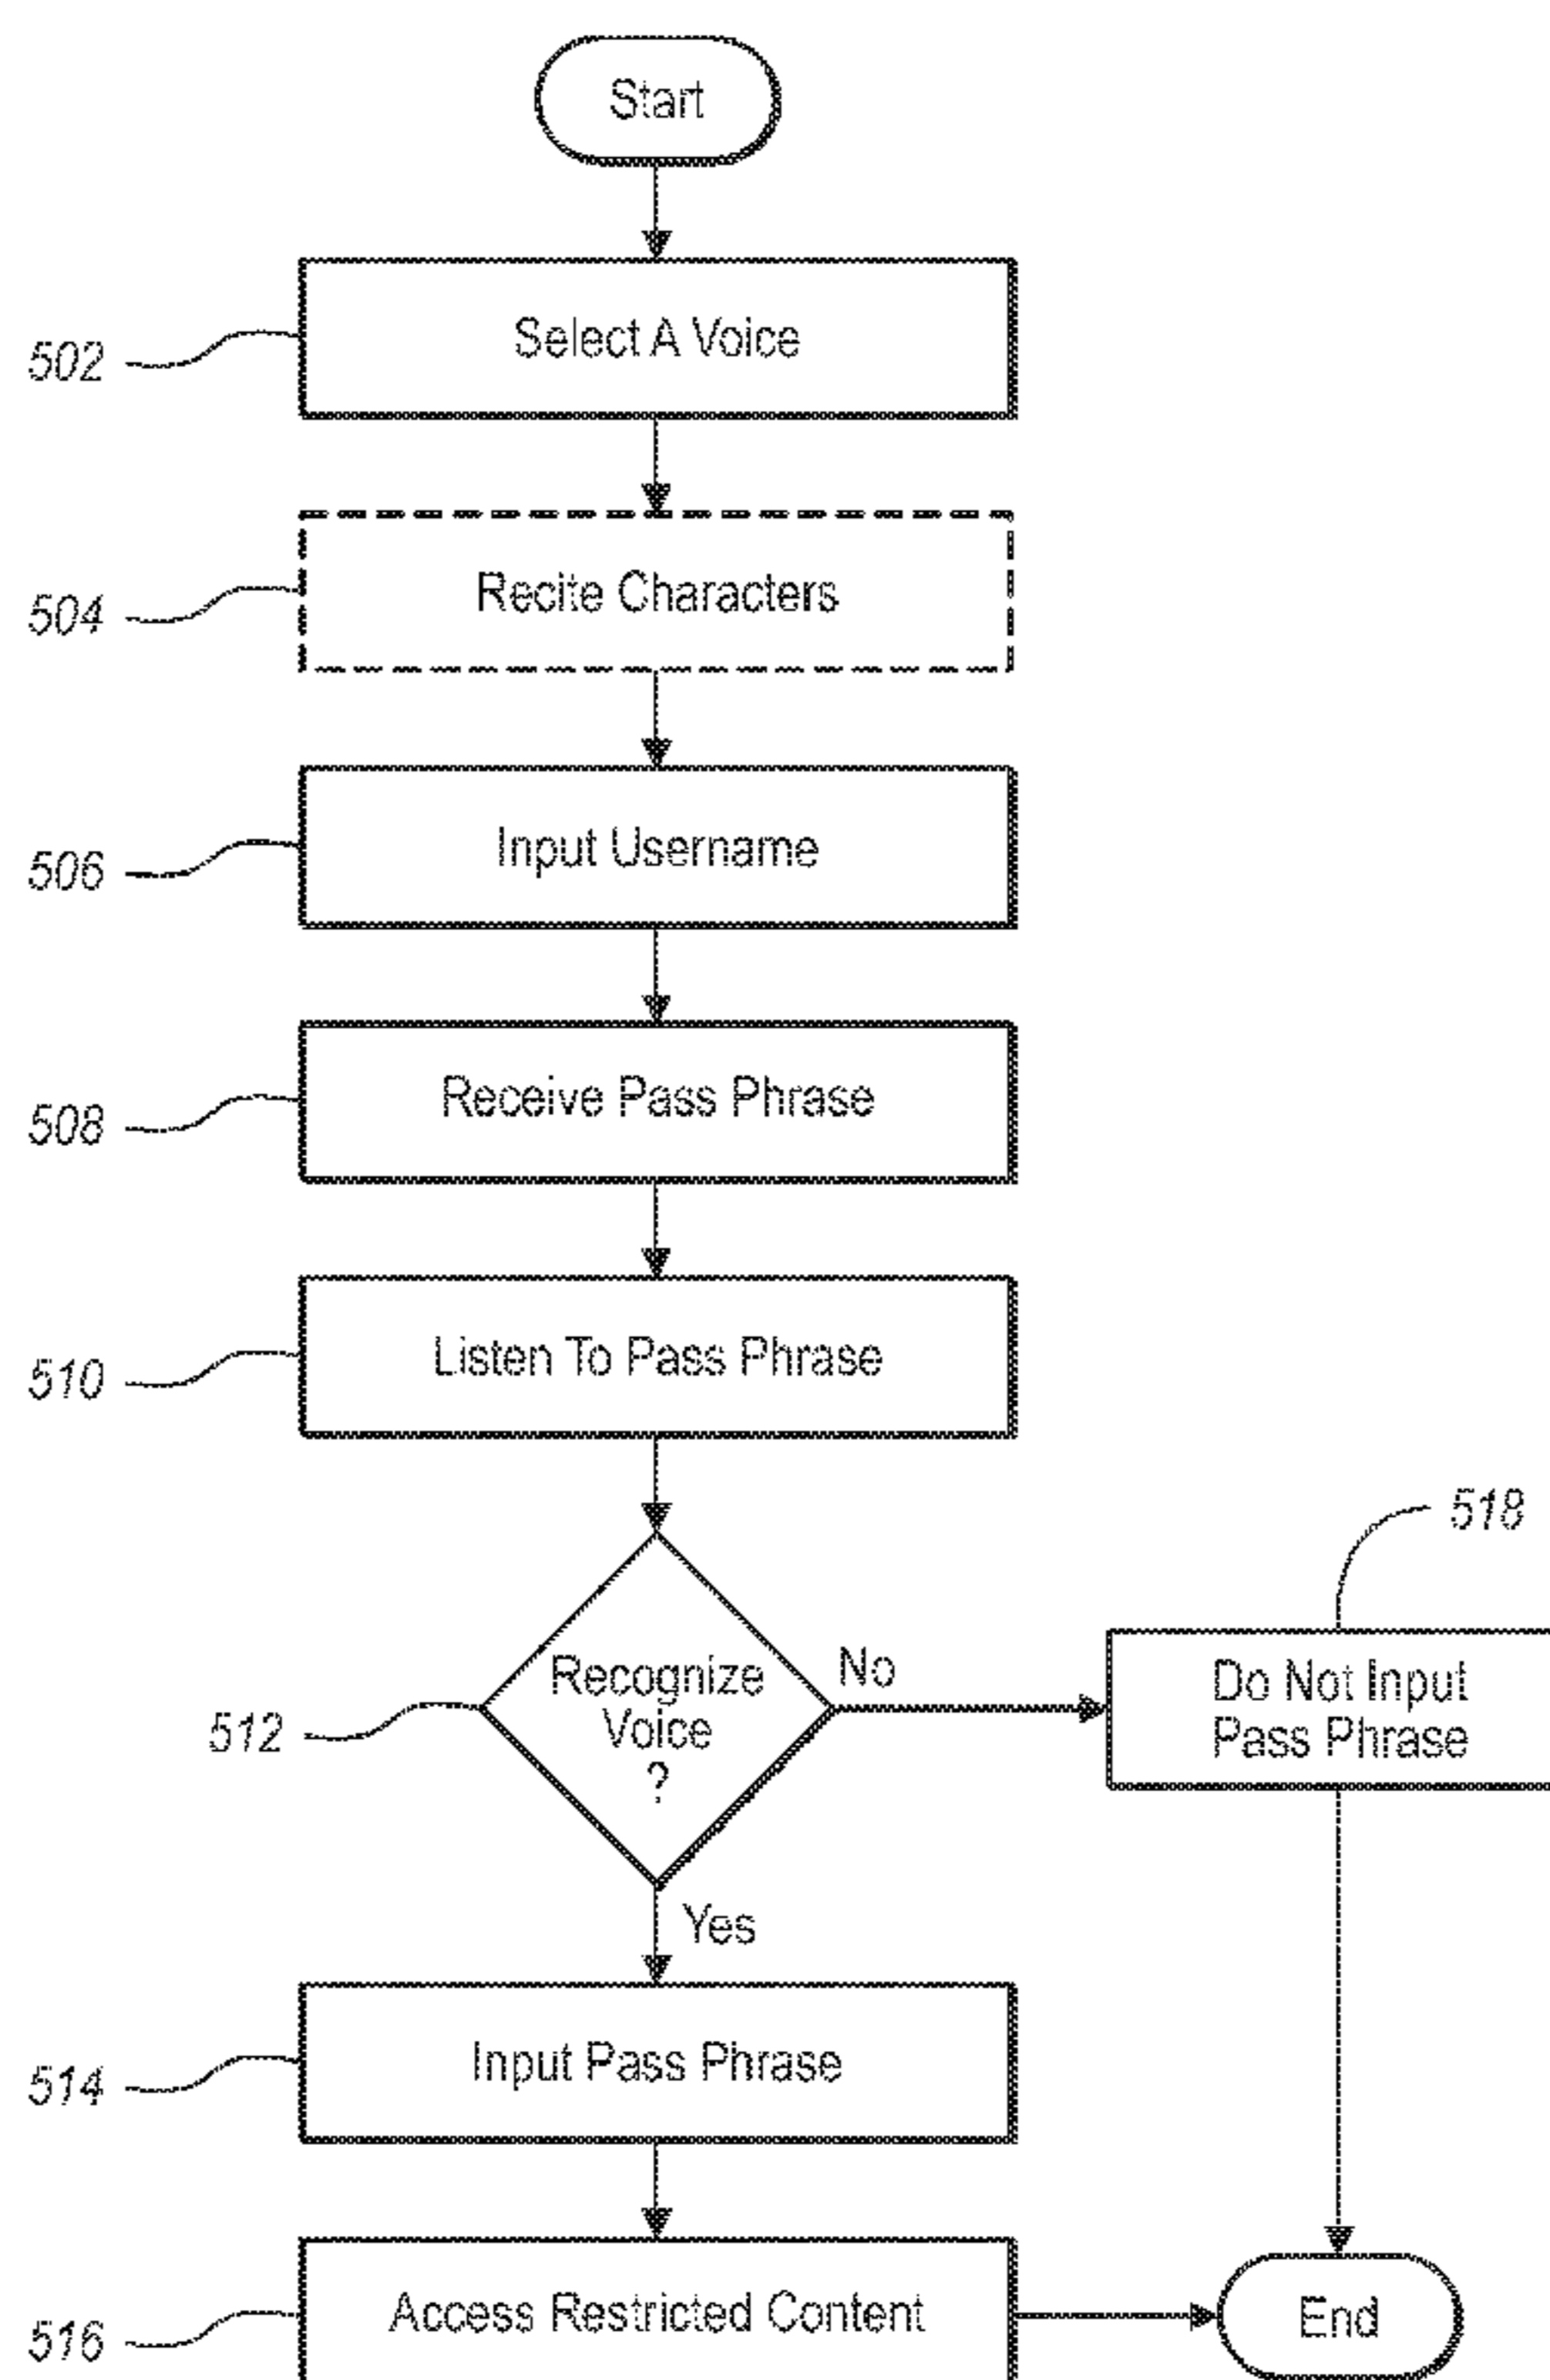 Start
502
Select A Voice
504
Recite Characters
506
Input Username
508
Receive Pass Phrase
510
Listen To Pass Phrase
512
Recognize
Voice
?
No
518
Do Not Input
Pass Phrase
Yes
514
Input Pass Phrase
516
Access Restricted Content
End